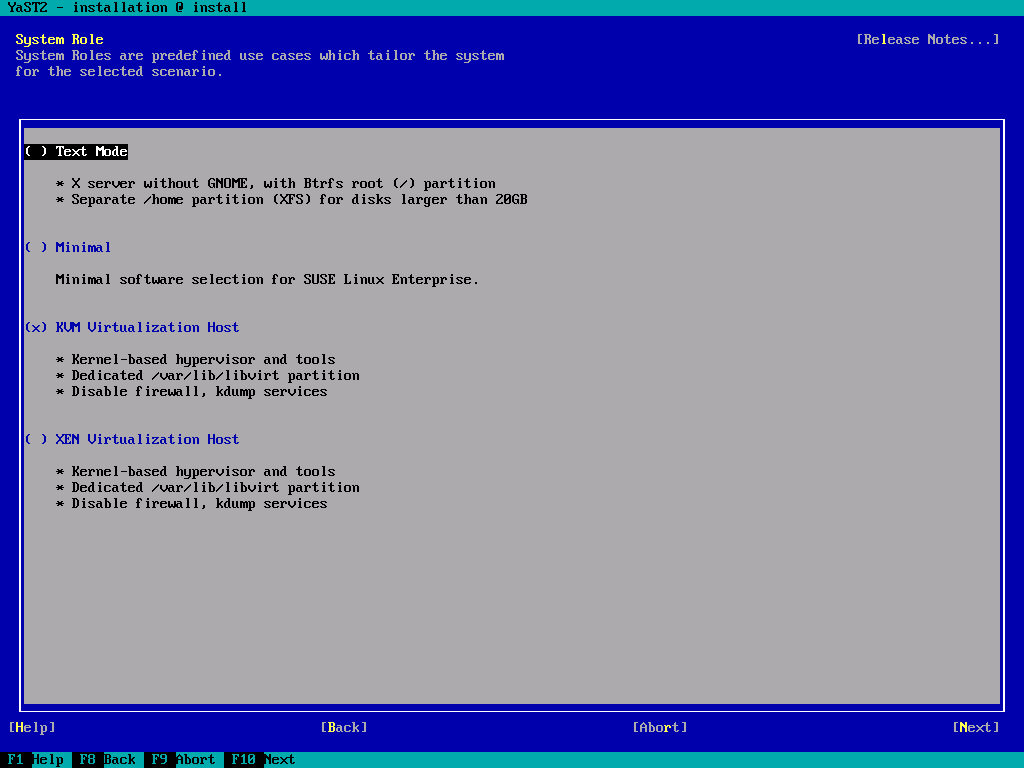 YaST2 - installation @ install
System Role [Release Notes...]
System Roles are predefined use cases which tailor the system
for the selected scenario.
( ) Text Mode
* X server without GNOME, with Btrfs root (/) partition
* Separate /home partition (XFS) for disks larger than 20GB
( ) Minimal
Minimal software selection for SUSE Linux Enterprise.
(x) KVM Virtualization Host
* Kernel-based hypervisor and tools
* Dedicated /var/lib/libvirt partition
* Disable firewall, kdump services
( ) XEN Virtualization Host
* Kernel-based hypervisor and tools
* Dedicated /var/lib/libvirt partition
* Disable firewall, kdump services
[Help] [Back] [Abort] [Next]
F1 Help F8 Back F9 Abort F10 Next